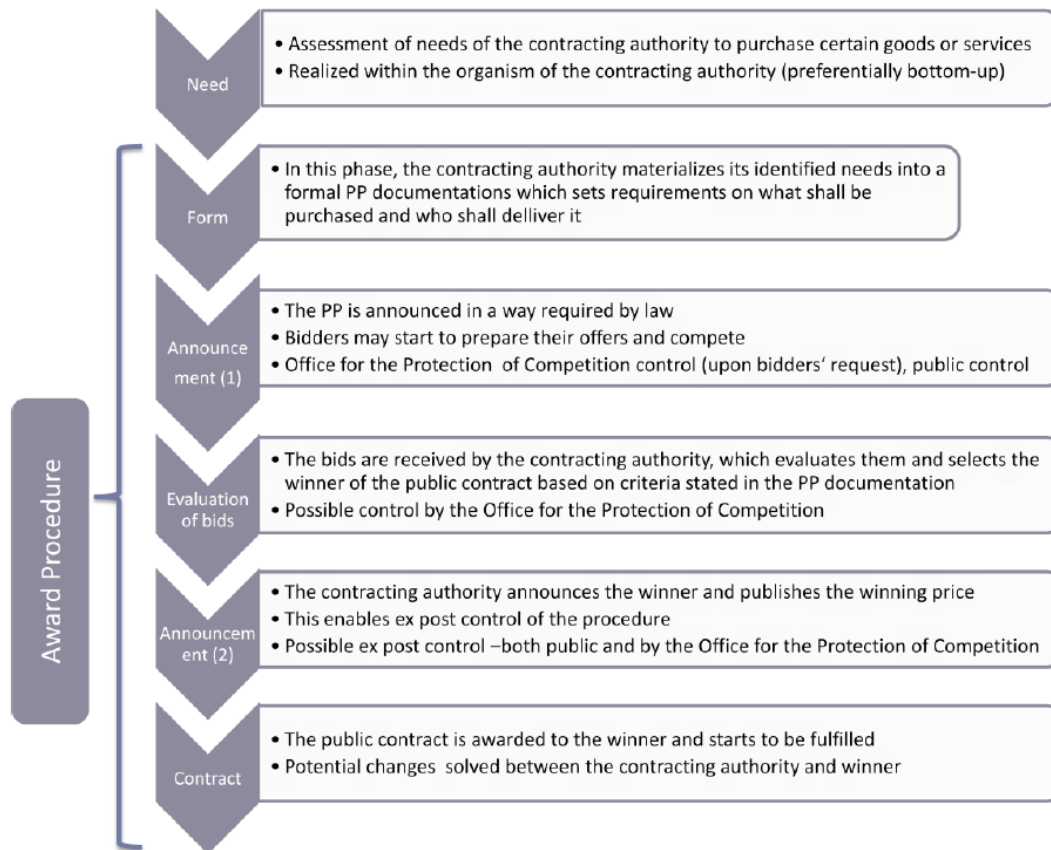 Need
• Assessment of needs of the contracting authority to purchase certain goods or services
• Realized within the organism of the contracting authority (preferentially bottom-up)
Form
• In this phase, the contracting authority materializes its identified needs into a
formal PP documentations which sets requirements on what shall be
purchased and who shall delliver it
Announce
ment (1)
• The PP is announced in a way required by law
• Bidders may start to prepare their offers and compete
• Office for the Protection of Competition control (upon bidders‘ request), public control
Award Procedure
Evaluation
of bids
• The bids are received by the contracting authority, which evaluates them and selects the
winner of the public contract based on criteria stated in the PP documentation
• Possible control by the Office for the Protection of Competition
Announcem
ent (2)
• The contracting authority announces the winner and publishes the winning price
• This enables ex post control of the procedure
• Possible ex post control –both public and by the Office for the Protection of Competition
Contract
• The public contract is awarded to the winner and starts to be fulfilled
• Potential changes solved between the contracting authority and winner